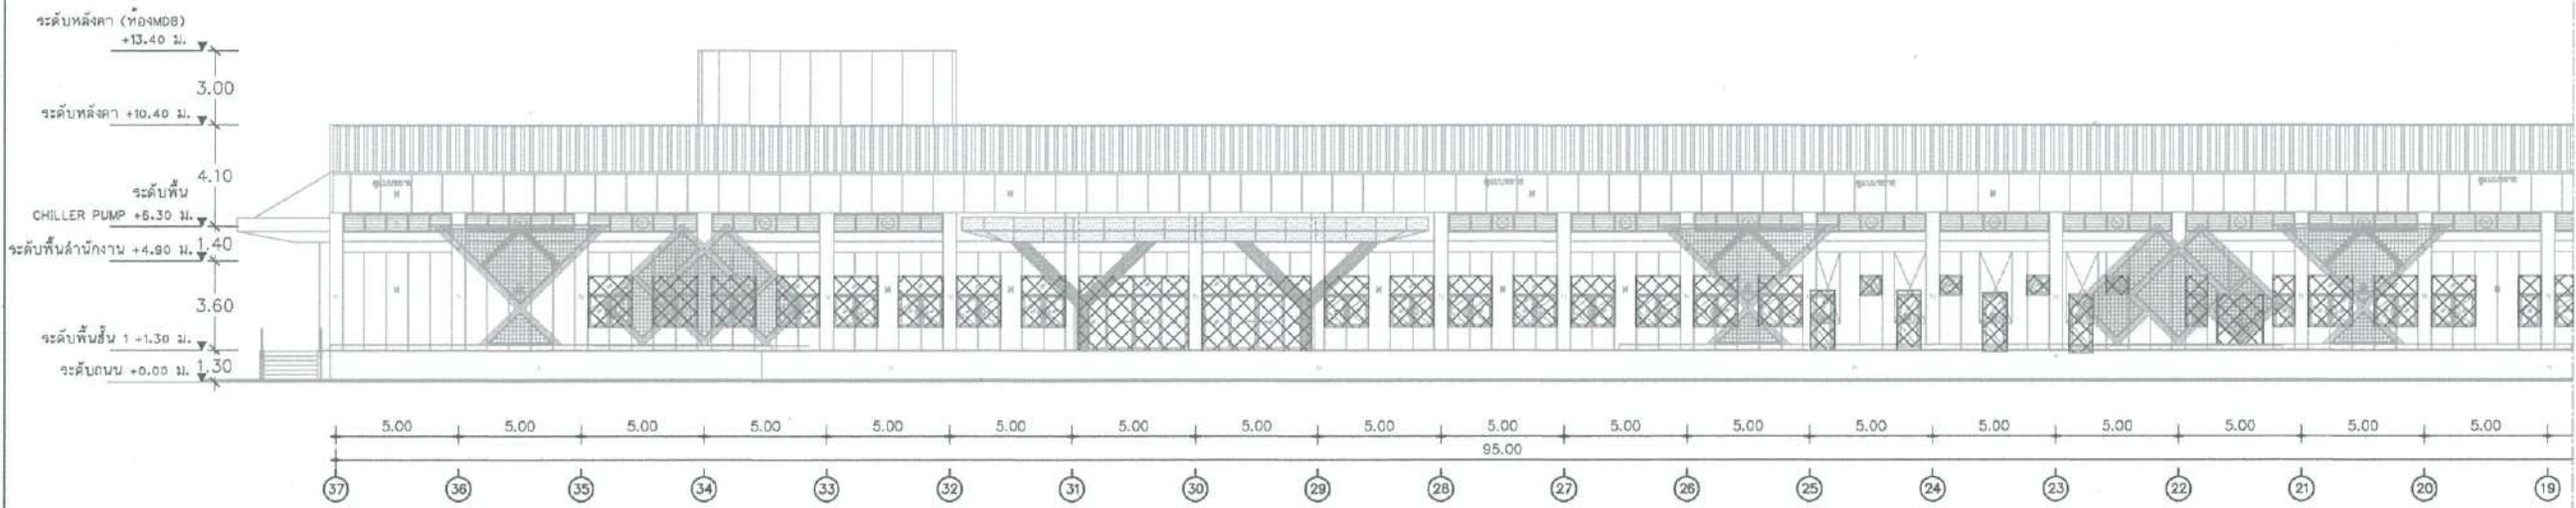 ระดับหลังคา (ห้องMDB)
+13.40 ม.
3.00
ระดับหลังคา +10.40 ม.
4.10
ระดับพื้น
CHILLER PUMP +6.30 ม.
1.40
ระดับพื้นสำนักงาน +4.90 ม.
3.60
ระดับพื้นชั้น 1 +1.30 ม.
1.30
ระดับถนน +0.00 ม.
5.00 5.00 5.00 5.00 5.00 5.00 5.00 5.00 5.00 5.00 5.00 5.00 5.00 5.00 5.00 5.00 5.00 5.00
95.00
37 36 35 34 33 32 31 30 29 28 27 26 25 24 23 22 21 20 19